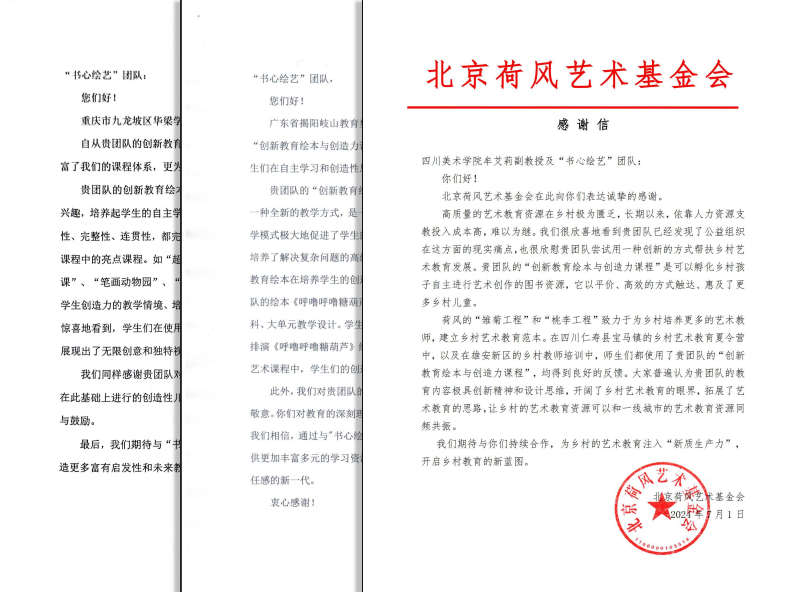 “书心绘艺”团队：
您们好！
重庆市九龙坡区华梁学
自从贵团队的创新教育
富了我们的课程体系，更为
贵团队的创新教育绘本
兴趣，培养起学生的自主学
性、完整性、连贯性，都完
课程中的亮点课程。如“超
课”、“笔画动物园”、“
学生创造力的教学情境、培
惊喜地看到，学生们在使用
展现出了无限创意和独特视
我们同样感谢贵团队对
在此基础上进行的创造性
与鼓励。
最后，我们期待与“书
造更多富有启发性和未来教
“书心绘艺”团队，
您们好！
广东省揭阳岐山教育
“创新教育绘本与创造力课
生们在自主学习和创造性思
贵团队的“创新教育绘
一种全新的教学方式，是一
学模式极大地促进了学生的
培养了解决复杂问题的高级
教育绘本在培养学生的创造
队的绘本《呼噜呼噜糖葫芦
科、大单元教学设计。学生
排演《呼噜呼噜糖葫芦》
艺术课程中，学生们的创
此外，我们对贵团队的
敬意。你们对教育的深刻理
我们相信，通过与“书心绘
供更加丰富多元的学习资源
任感的新一代。
衷心感谢！
北京荷风艺术基金会
感谢信
四川美术学院牟艾莉副教授及“书心绘艺”团队：
你们好！
北京荷风艺术基金会在此向你们表达诚挚的感谢。
高质量的艺术教育资源在乡村极为匮乏，长期以来，依靠人力资源支
教投入成本高，难以为继。我们很欣喜地看到贵团队已经发现了公益组织
在这方面的现实痛点，也很欣慰贵团队尝试用一种创新的方式帮扶乡村艺
术教育发展。贵团队的“创新教育绘本与创造力课程”是可以孵化乡村孩
子自主进行艺术创作的图书资源，它以平价、高效的方式触达、惠及了更
多乡村儿童。
荷风的“雏菊工程”和“桃李工程”致力于为乡村培养更多的艺术教
师，建立乡村艺术教育范本。在四川仁寿县宝马镇的乡村艺术教育夏令营
中，以及在雄安新区的乡村教师培训中，师生们都使用了贵团队的“创新
教育绘本与创造力课程”，均得到良好的反馈。大家普遍认为贵团队的教
育内容极具创新精神和设计思维，开阔了乡村艺术教育的眼界，拓展了艺
术教育的思路，让乡村的艺术教育资源可以和一线城市的艺术教育资源同
频共振。
我们期待与你们持续合作，为乡村的艺术教育注入“新质生产力”，
开启乡村教育的新蓝图。
北京荷风艺术基金会
2024年7月1日
北京荷风艺术基金会